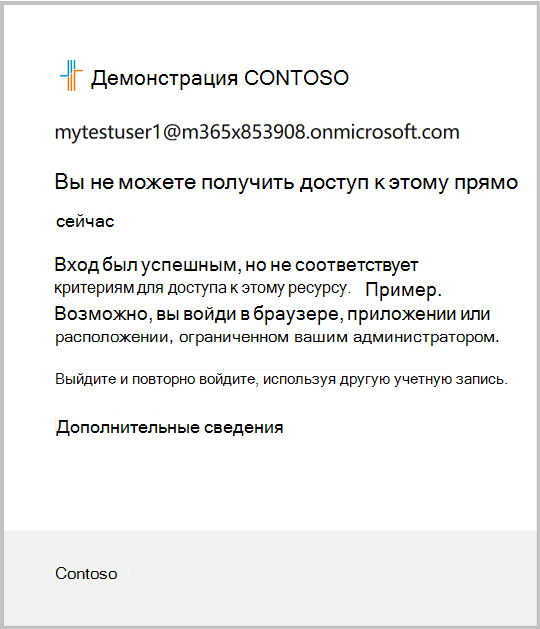 Демонстрация CONTOSO
mytestuser1@m365x853908.onmicrosoft.com
Вы не можете получить доступ к этому прямо
сейчас
Вход был успешным, но не соответствует
критериям для доступа к этому ресурсу. Пример.
Возможно, вы войди в браузере, приложении или
расположении, ограниченном вашим администратором.
Выйдите и повторно войдите, используя другую учетную запись.
Дополнительные сведения
Contoso